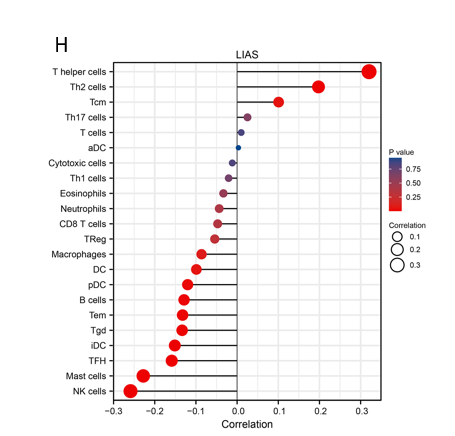 H
LIAS
T helper cells
Th2 cells
Tcm
Th17 cells
T cells
aDC
Cytotoxic cells
Th1 cells
Eosinophils
Neutrophils
CD8 T cells
TReg
Macrophages
DC
pDC
B cells
Tem
Tgd
iDC
TFH
Mast cells
NK cells
−0.3 −0.2 −0.1 0.0 0.1 0.2 0.3
Correlation
P value
0.75
0.50
0.25
Correlation
0.1
0.2
0.3